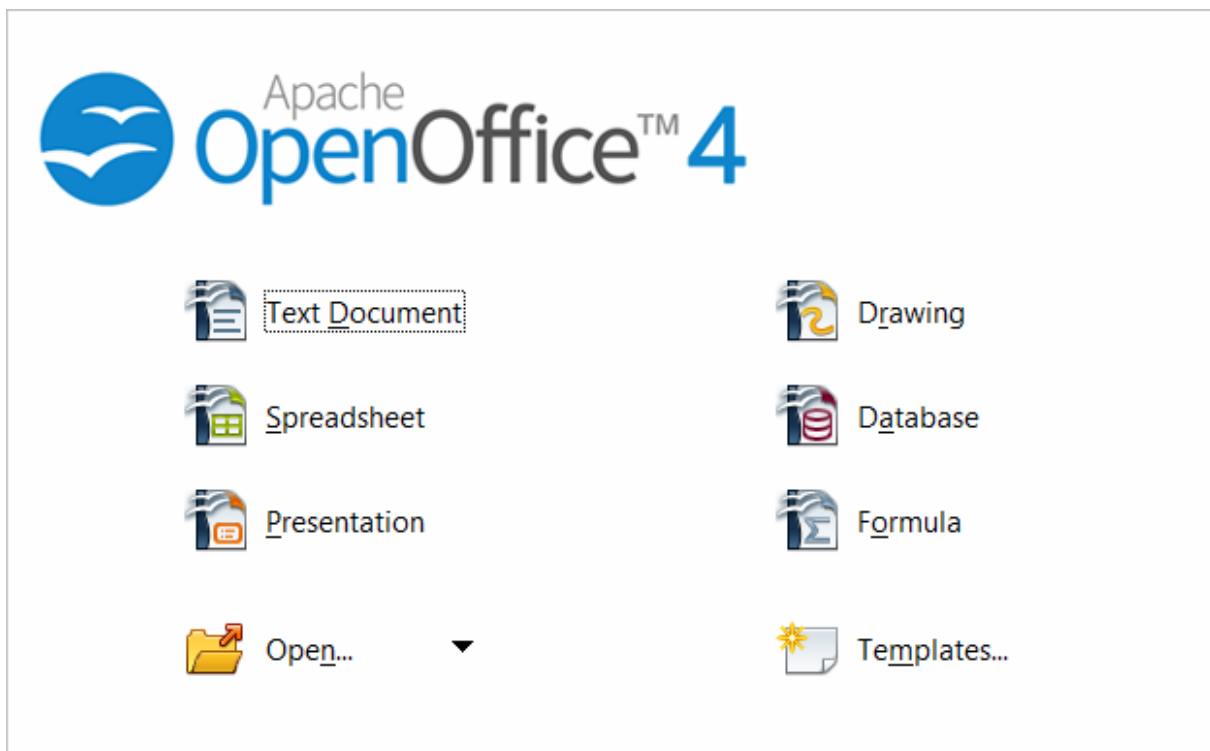 Apache
OpenOffice™ 4
Text Document
Drawing
Spreadsheet
Database
Presentation
Formula
Open...
Templates...